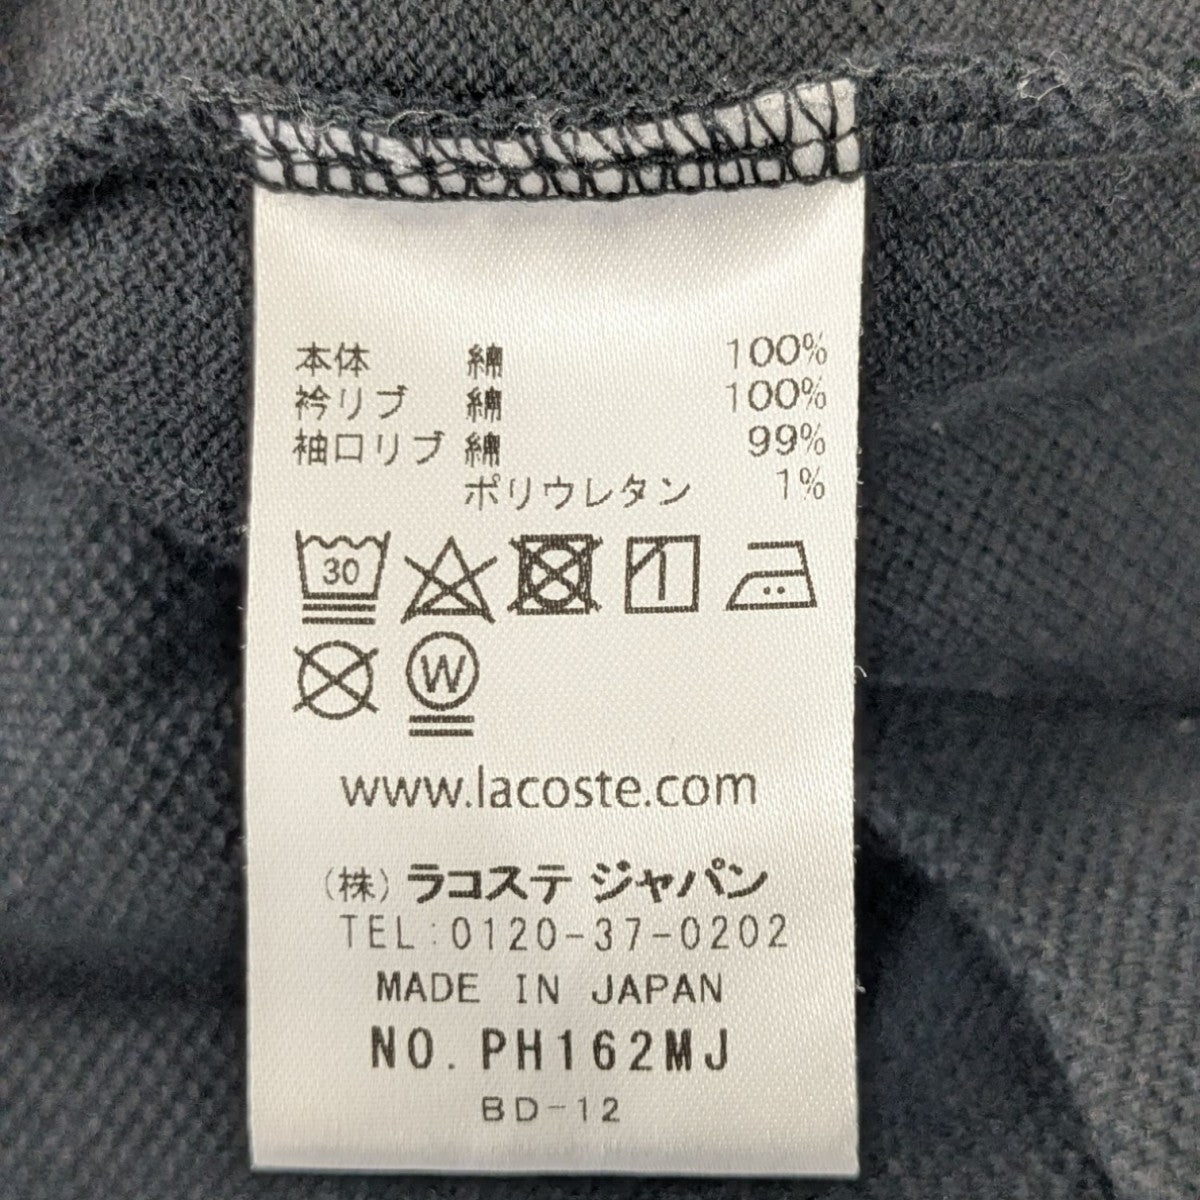 本体 綿 100%
衿リブ 綿 100%
袖口リブ 綿 99%
ポリウレタン 1%
30
W
www.lacoste.com
(株) ラコステ ジャパン
TEL:0120-37-0202
MADE IN JAPAN
NO. PH162MJ
BD-12